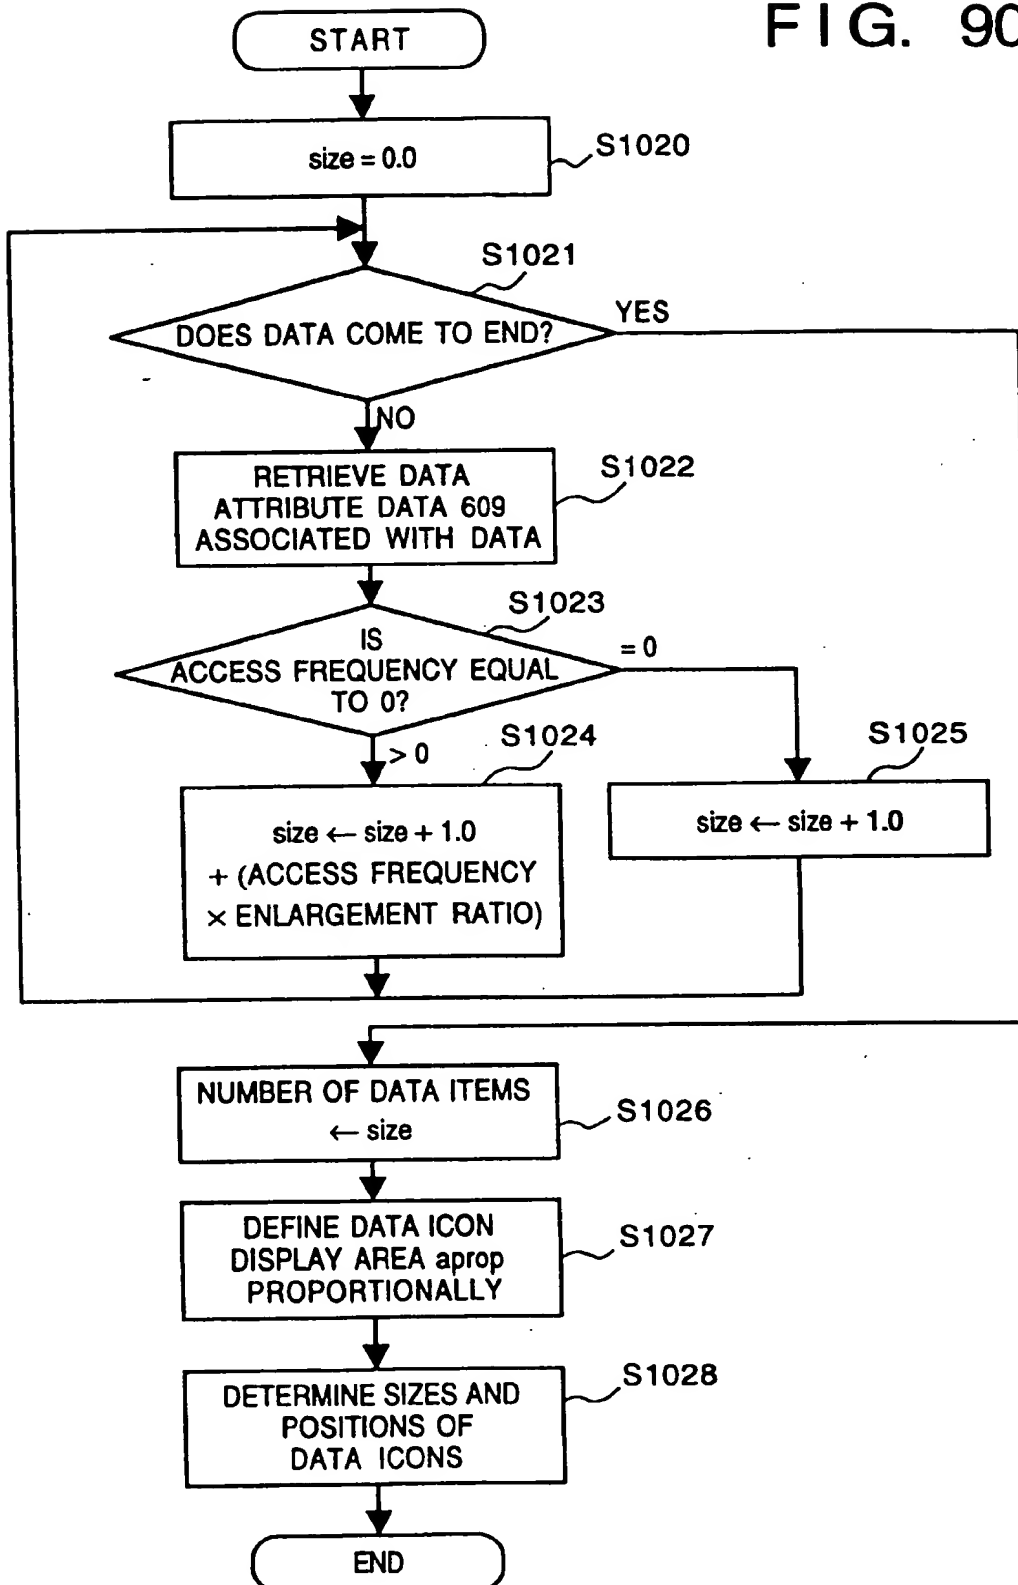 FIG. 90
START
size = 0.0
S1020
S1021
DOES DATA COME TO END?
YES
NO
RETRIEVE DATA
ATTRIBUTE DATA 609
ASSOCIATED WITH DATA
S1022
S1023
IS
ACCESS FREQUENCY EQUAL
TO 0?
= 0
> 0
S1024
size ← size + 1.0
+ (ACCESS FREQUENCY
× ENLARGEMENT RATIO)
S1025
size ← size + 1.0
NUMBER OF DATA ITEMS
← size
S1026
DEFINE DATA ICON
DISPLAY AREA aprop
PROPORTIONALLY
S1027
DETERMINE SIZES AND
POSITIONS OF
DATA ICONS
S1028
END